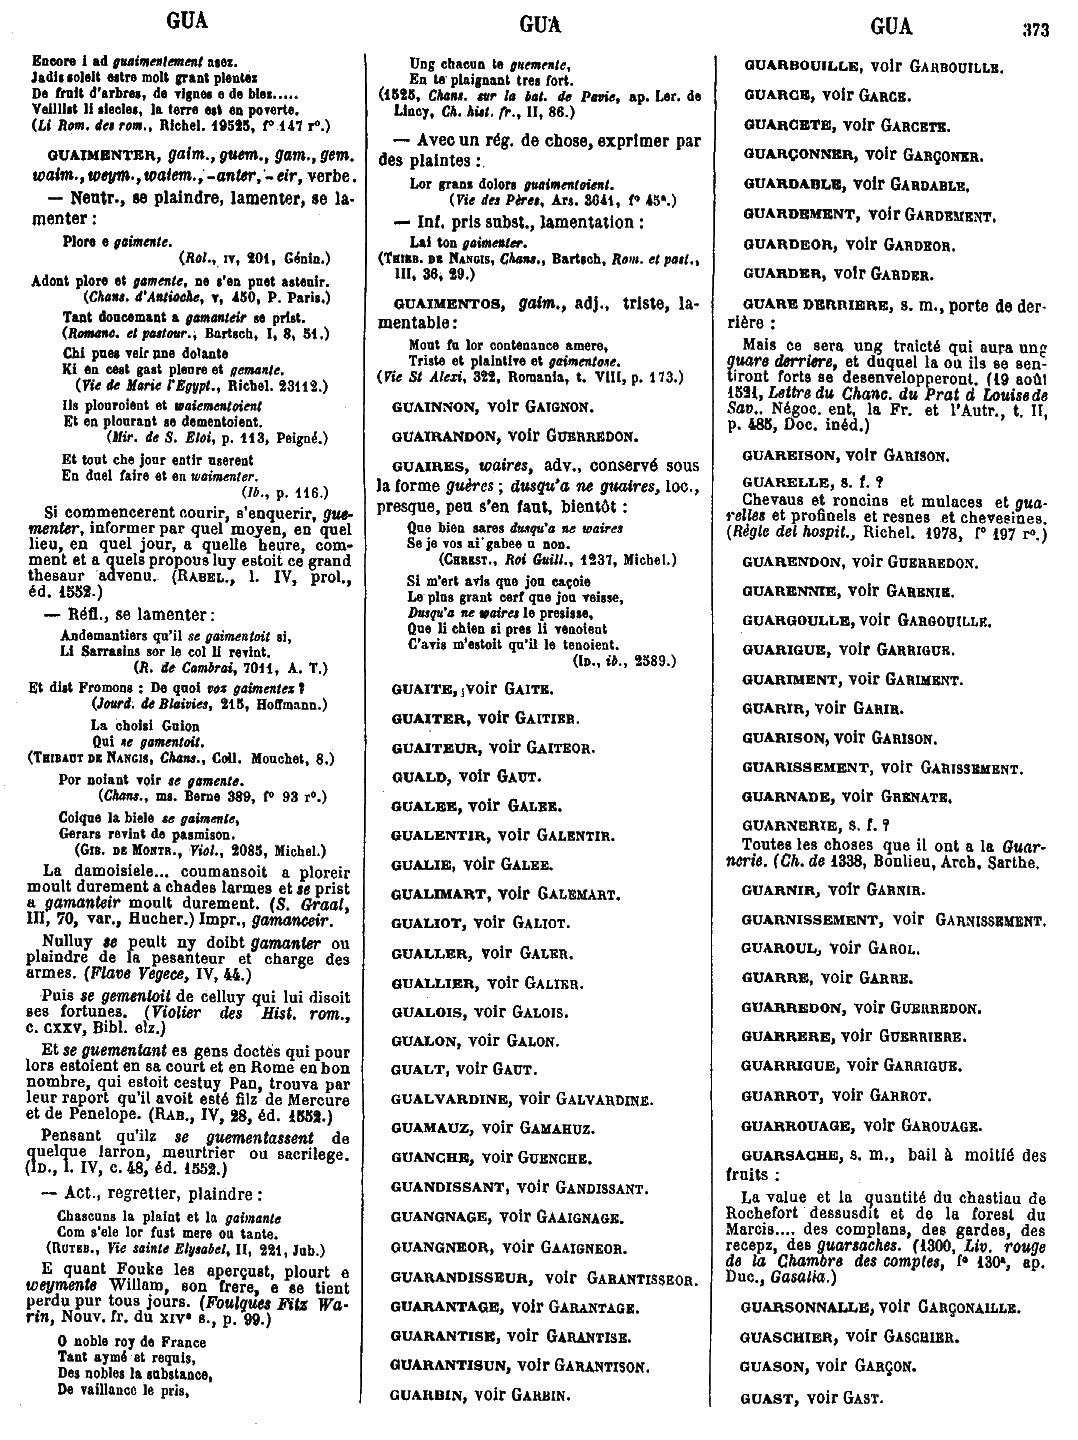 GUA
GUA
GUA
373
Encore i ad guaimentement asez.
Jadis soleit estre molt grant plentez
De fruit d'arbres, de vignes e de blez.....
Veillist li siecles, la terre est en poverte.
(Li Rom. des rom., Richel. 19525, f° 147 r°.)
GUAIMENTER, gaim., guem., gam., gem.
waim., weym., waiem., -anter, -eir, verbe.
— Neutr., se plaindre, lamenter, se la-
menter :
Plore e gaimente.
(Rol., IV, 201, Génin.)
Adont plore et gamente, ne s'en puet astenir.
(Chans. d'Antioche, V, 450, P. Paris.)
Tant doucemant a gamanteir se prist.
(Romanc. et pastour., Bartsch, I, 8, 51.)
Chi pues veir une dolante
Ki en cest gast pleure et gemante.
(Vie de Marie l'Egypt., Richel. 23112.)
Ils plouroient et waiementoient
Et en plourant se dementoient.
(Mir. de S. Eloi, p. 113, Peigné.)
Et tout che jour entir userent
En duel faire et en waimenter.
(Ib., p. 116.)
Si commencerent courir, s'enquerir, gue-
menter, informer par quel moyen, en quel
lieu, en quel jour, a quelle heure, com-
ment et a quels propous luy estoit ce grand
thesaur advenu. (RABEL., l. IV, prol.,
éd. 1552.)
— Réfl., se lamenter :
Andemantiers qu'il se gaimentoit si,
Li Sarrasins sor le col li revint.
(R. de Cambrai, 7011, A. T.)
Et dist Fromons : De quoi voz gaimentez ?
(Jourd. de Blaivies, 215, Hoffmann.)
La choisi Guion
Qui se gamentoit.
(THIBAUT DE NANGIS, Chans., Coll. Mouchet, 8.)
Por noiant voir se gamente.
(Chans., ms. Berne 389, f° 93 r°.)
Coique la biele se gaimente,
Gerars revint de pasmison.
(GIB. DE MONTR., Viol., 2085, Michel.)
La damoisiele... coumansoit a ploreir
moult durement a chades larmes et se prist
a gamanteir moult durement. (S. Graal,
III, 70, var., Hucher.) Impr., gamanceir.
Nulluy se peult ny doibt gamanter ou
plaindre de la pesanteur et charge des
armes. (Flave Vegece, IV, 44.)
Puis se gementoit de celluy qui lui disoit
ses fortunes. (Violier des Hist. rom.,
c. CXXV, Bibl. elz.)
Et se guementant es gens doctes qui pour
lors estoient en sa court et en Rome en bon
nombre, qui estoit cestuy Pan, trouva par
leur raport qu'il avoit esté filz de Mercure
et de Penelope. (RAB., IV, 28, éd. 1552.)
Pensant qu'ilz se guementassent de
quelque larron, meurtrier ou sacrilege.
(ID., l. IV, c. 48, éd. 1552.)
— Act., regretter, plaindre :
Chascuns la plaint et la gaimante
Com s'ele lor fust mere ou tante.
(RUTEB., Vie sainte Elysabel, II, 221, Jub.)
E quant Fouke les aperçust, plourt e
weymente Willam, son frere, e se tient
perdu pur tous jours. (Foulques Fitz Wa-
rin, Nouv. fr. du XIVe s., p. 99.)
O noble roy de France
Tant aymé et requis,
Des nobles la substance,
De vaillance le pris,
Ung chacun te guemente,
En te plaignant tres fort.
(1525, Chans. sur la bat. de Pavie, ap. Ler. de
Lincy, Ch. hist. fr., II, 86.)
— Avec un rég. de chose, exprimer par
des plaintes :
Lor grans dolors guaimentoient.
(Vie des Pères, Ars. 3641, f° 45a.)
— Inf. pris subst., lamentation :
Lai ton gaimenter.
(THIEB. DE NANGIS, Chans., Bartsch, Rom. et past.,
III, 36, 29.)
GUAIMENTOS, gaim., adj., triste, la-
mentable :
Mout fu lor contenance amere,
Triste et plaintive et gaimentose.
(Vie St Alexi, 322, Romania, t. VIII, p. 173.)
GUAINNON, voir GAIGNON.
GUAIRANDON, voir GUERREDON.
GUAIRES, waires, adv., conservé sous
la forme guères ; dusqu'a ne guaires, loc.,
presque, peu s'en faut, bientôt :
Que bien sares dusqu'a ne waires
Se je vos ai gabee u non.
(CHREST., Roi Guill., 1237, Michel.)
Si m'ert avis que jou caçoie
Le plus grant cerf que jou veisse,
Dusqu'a ne waires le presisse,
Que li chien si pres li venoient
C'avis m'estoit qu'il le tenoient.
(ID., ib., 2589.)
GUAITE, voir GAITE.
GUAITER, voir GAITIER.
GUAITEUR, voir GAITEOR.
GUALD, voir GAUT.
GUALEE, voir GALEE.
GUALENTIR, voir GALENTIR.
GUALIE, voir GALEE.
GUALIMART, voir GALEMART.
GUALIOT, voir GALIOT.
GUALLER, voir GALER.
GUALLIER, voir GALIER.
GUALOIS, voir GALOIS.
GUALON, voir GALON.
GUALT, voir GAUT.
GUALVARDINE, voir GALVARDINE.
GUAMAUZ, voir GAMAHUZ.
GUANCHE, voir GUENCHE.
GUANDISSANT, voir GANDISSANT.
GUANGNAGE, voir GAAIGNAGE.
GUANGNEOR, voir GAAIGNEOR.
GUARANDISSEUR, voir GARANTISSEOR.
GUARANTAGE, voir GARANTAGE.
GUARANTISE, voir GARANTISE.
GUARANTISUN, voir GARANTISON.
GUARBIN, voir GARBIN.
GUARBOUILLE, voir GARBOUILLE.
GUARCE, voir GARCE.
GUARCETE, voir GARCETE.
GUARÇONNER, voir GARÇONER.
GUARDABLE, voir GARDABLE.
GUARDEMENT, voir GARDEMENT.
GUARDEOR, voir GARDEOR.
GUARDER, voir GARDER.
GUARE DERRIERE, s. m., porte de der-
rière :
Mais ce sera ung traicté qui aura ung
guare derriere, et duquel la ou ils se sen-
tiront forts se desenvelopperont. (19 août
1521, Lettre du Chanc. du Prat à Louise de
Sav., Négoc. ent. la Fr. et l'Autr., t. II,
p. 485, Doc. inéd.)
GUAREISON, voir GARISON.
GUARELLE, s. f. ?
Chevaus et roncins et mulaces et gua-
relles et profinels et resnes et chevesines.
(Règle del hospit., Richel. 1978, f° 197 r°.)
GUARENDON, voir GUERREDON.
GUARENNIE, voir GARENIE.
GUARGOULLE, voir GARGOUILLE.
GUARIGUE, voir GARRIGUE.
GUARIMENT, voir GARIMENT.
GUARIR, voir GARIR.
GUARISON, voir GARISON.
GUARISSEMENT, voir GARISSEMENT.
GUARNADE, voir GRENATE.
GUARNERIE, s. f. ?
Toutes les choses que il ont a la Guar-
nerie. (Ch. de 1338, Bonlieu, Arch. Sarthe.
GUARNIR, voir GARNIR.
GUARNISSEMENT, voir GARNISSEMENT.
GUAROUL, voir GAROL.
GUARRE, voir GARRE.
GUARREDON, voir GUERREDON.
GUARRERE, voir GUERRIERE.
GUARRIGUE, voir GARRIGUE.
GUARROT, voir GARROT.
GUARROUAGE, voir GAROUAGE.
GUARSACHE, s. m., bail à moitié des
fruits :
La value et la quantité du chastiau de
Rochefort dessusdit et de la forest du
Marcis.... des complans, des gardes, des
recepz, des guarsaches. (1300, Liv. rouge
de la Chambre des comptes, f° 130a, ap.
Duc., Gasalia.)
GUARSONNALLE, voir GARÇONAILLE.
GUASCHIER, voir GASCHIER.
GUASON, voir GARÇON.
GUAST, voir GAST.